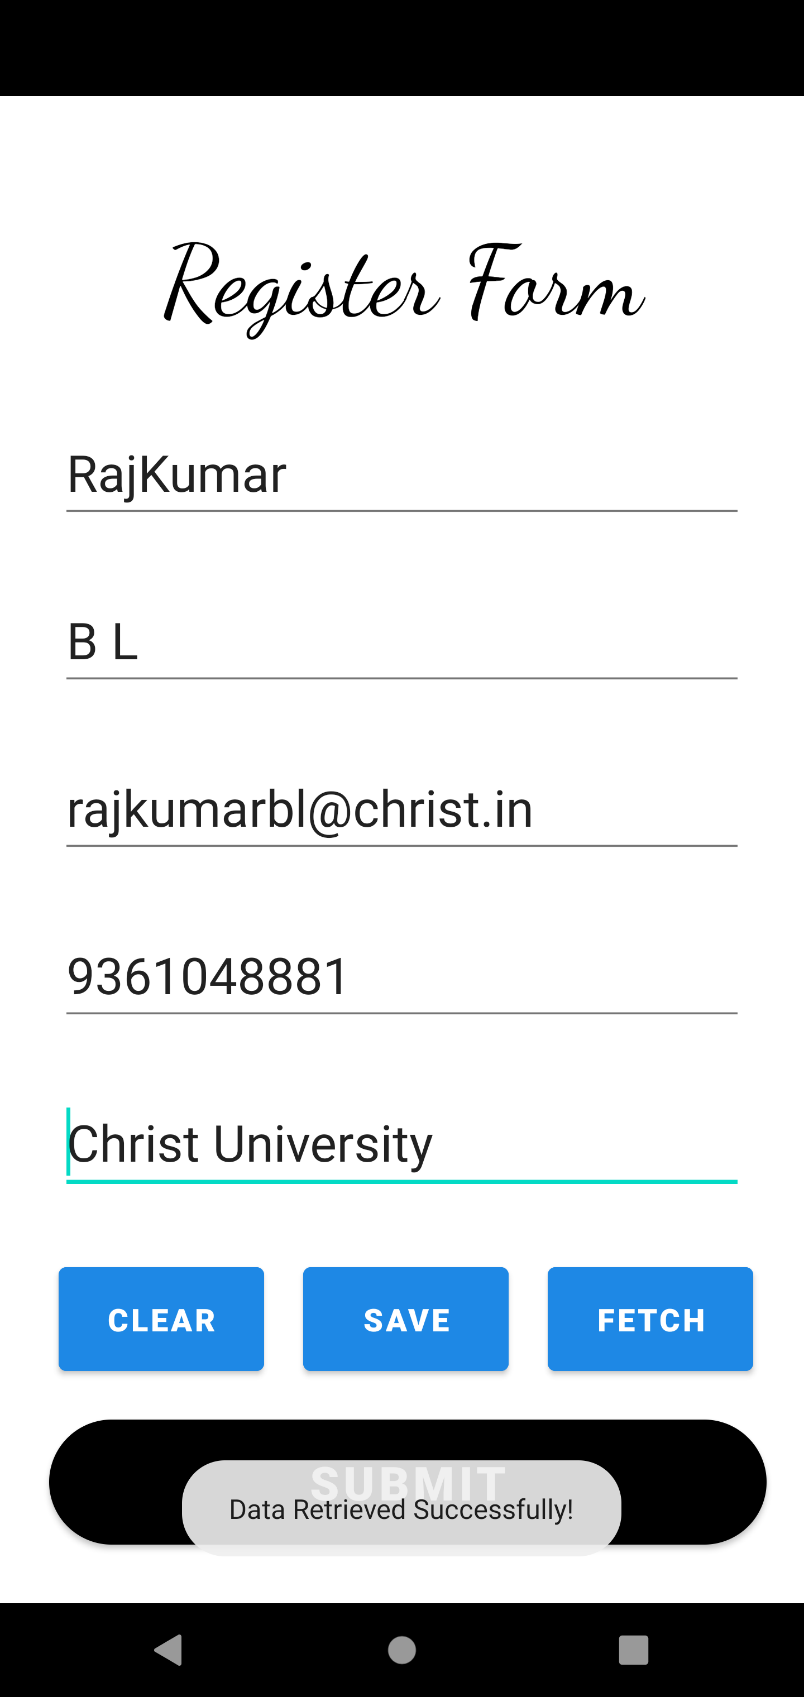 Register Form
RajKumar
B L
rajkumarbl@christ.in
9361048881
Christ University
CLEAR SAVE FETCH
SUBMIT
Data Retrieved Successfully!